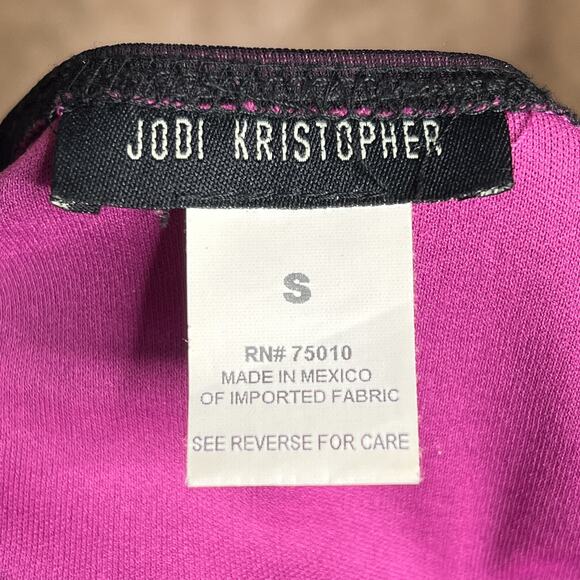 JODI KRISTOPHER
S
RN# 75010
MADE IN MEXICO
OF IMPORTED FABRIC
SEE REVERSE FOR CARE